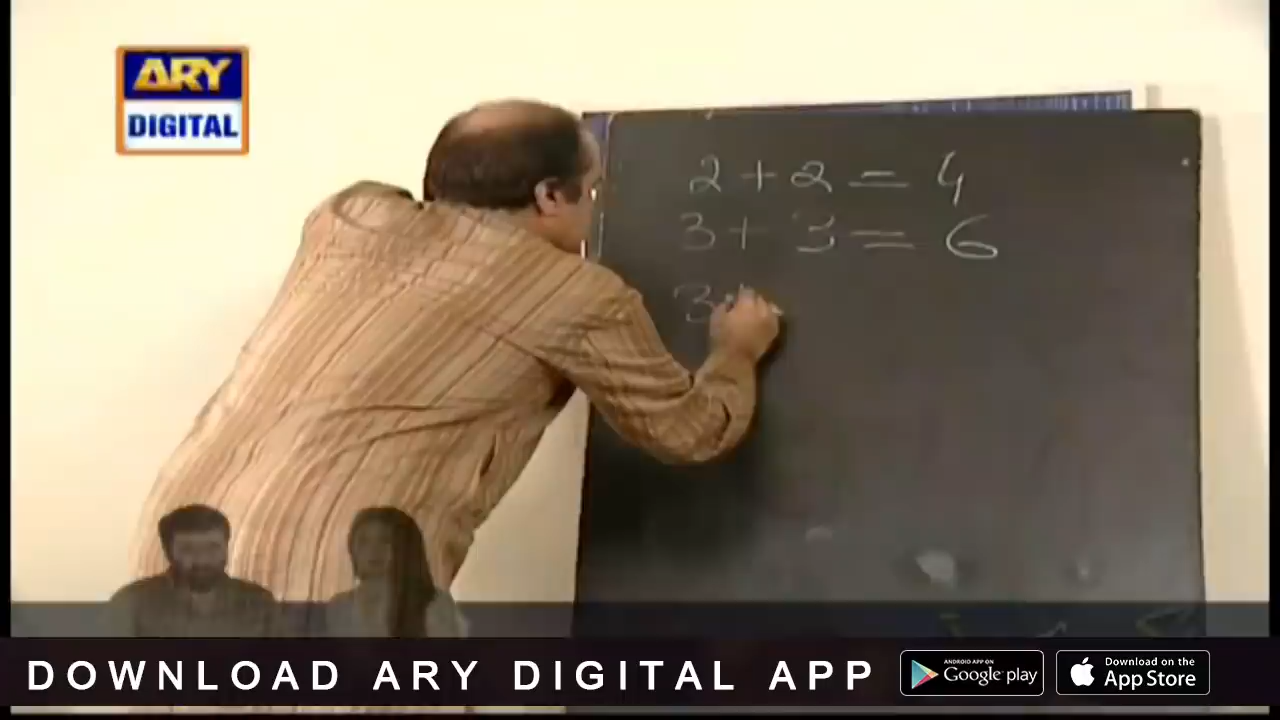 ARY
DIGITAL
2 + 2 = 4
3 + 3 = 6
3
DOWNLOAD ARY DIGITAL APP
ANDROID APP ON
Google play
Download on the
App Store